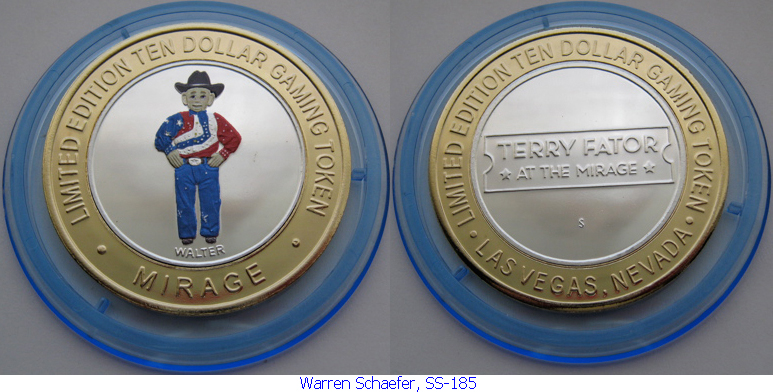 LIMITED EDITION TEN DOLLAR GAMING TOKEN
WALTER
• MIRAGE •
LIMITED EDITION TEN DOLLAR GAMING TOKEN
TERRY FATOR
★ AT THE MIRAGE ★
S
• LAS VEGAS, NEVADA •
Warren Schaefer, SS-185